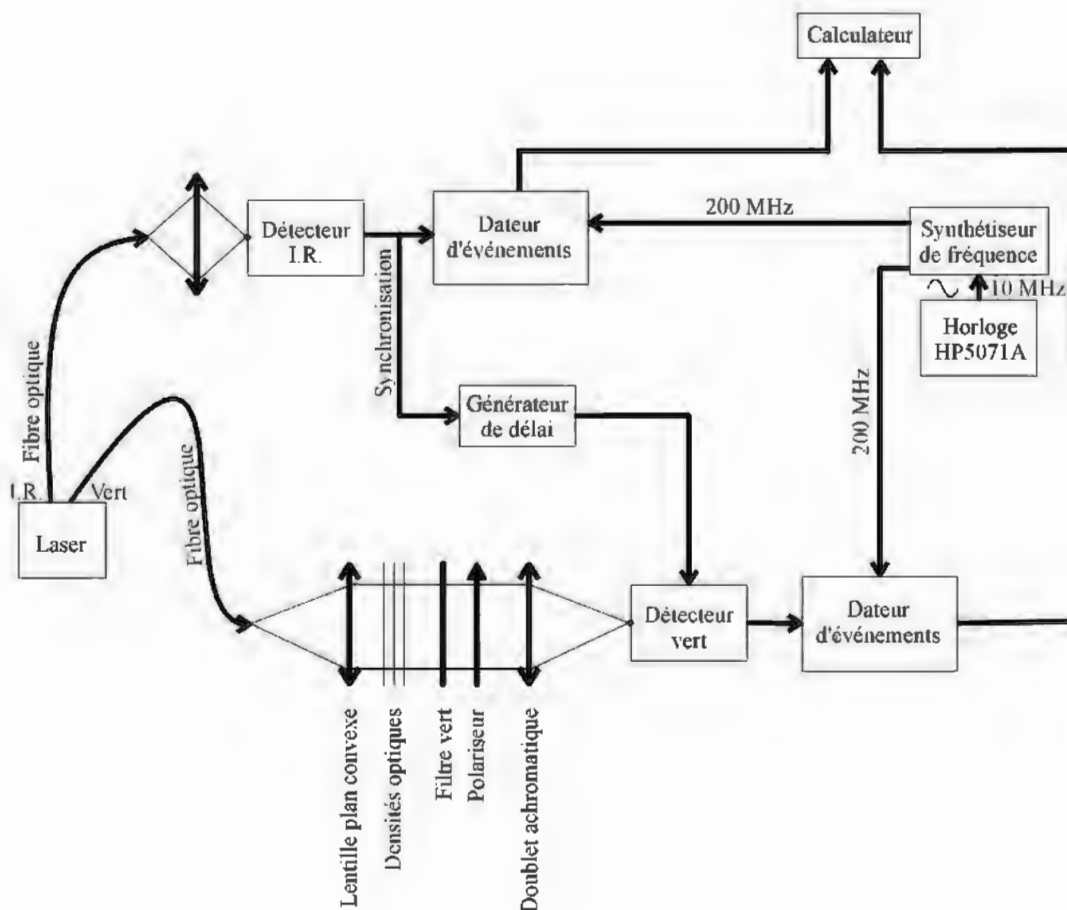 Calculateur
Détecteur
I.R.
Dateur
d'événements
200 MHz
Synthétiseur
de fréquence
10 MHz
Horloge
HP5071A
Synchronisation
Fibre optique
Générateur
de délai
200 MHz
I.R.
Vert
Laser
Fibre optique
Détecteur
vert
Dateur
d'événements
Lentille plan convexe
Densités optiques
Filtre vert
Polariseur
Doublet achromatique